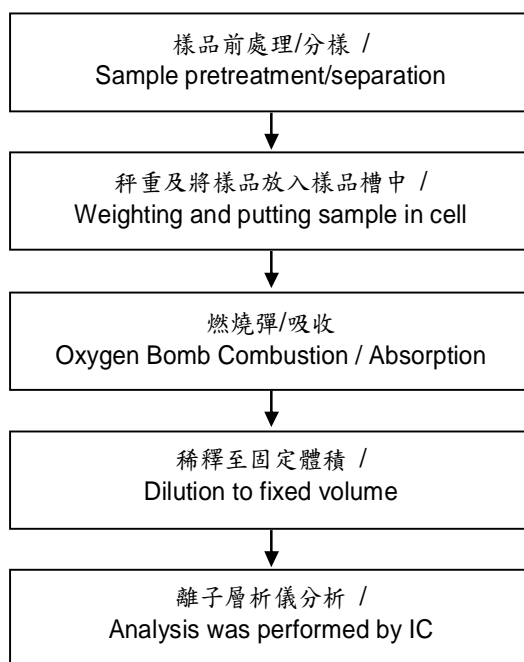 樣品前處理/分樣 /
Sample pretreatment/separation
秤重及將樣品放入樣品槽中 /
Weighting and putting sample in cell
燃燒彈/吸收
Oxygen Bomb Combustion / Absorption
稀釋至固定體積 /
Dilution to fixed volume
離子層析儀分析 /
Analysis was performed by IC